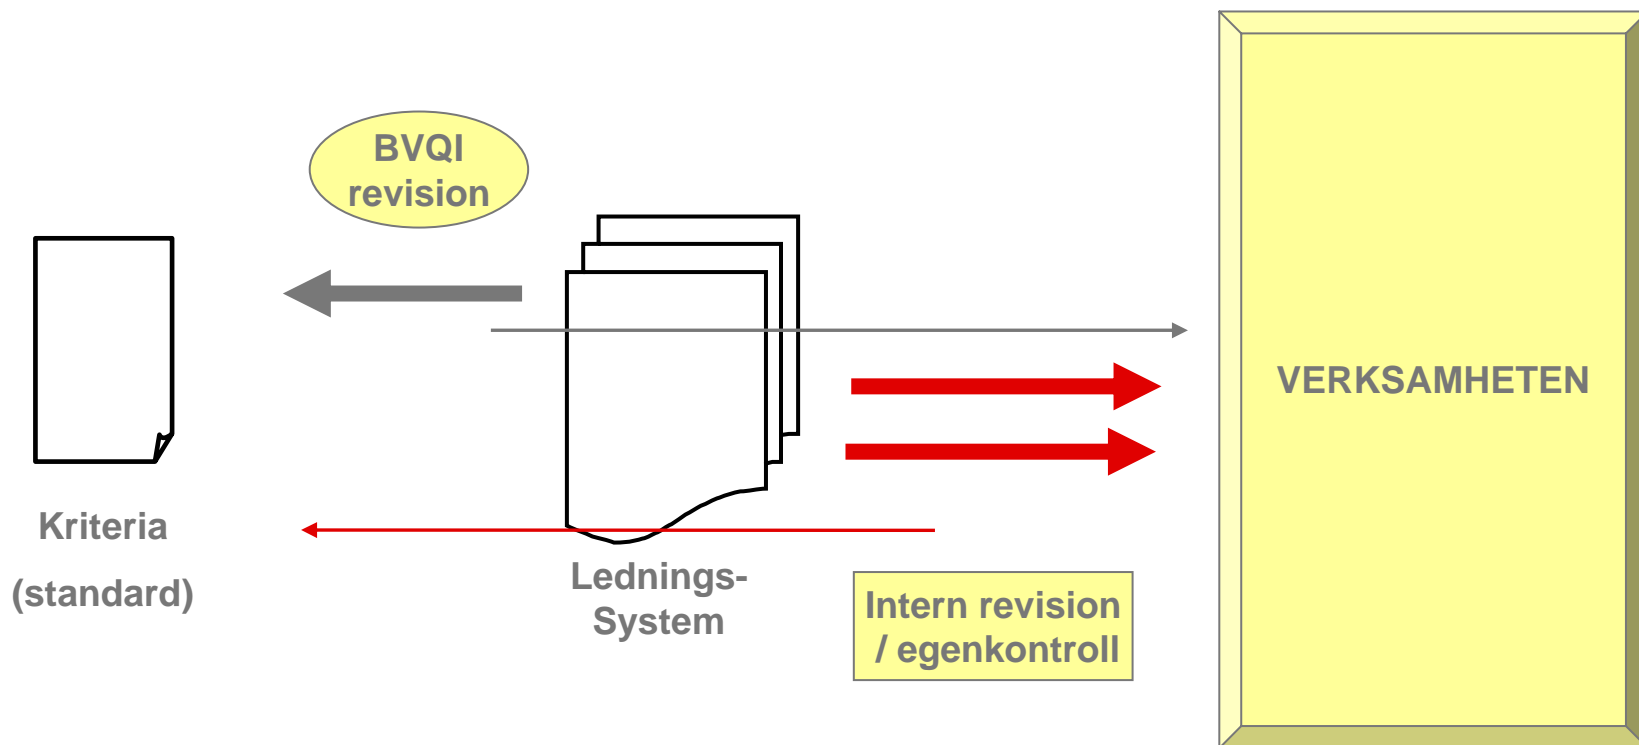 BVQI
revision
VERKSAMHETEN
Kriteria
(standard)
Lednings-
System
Intern revision
/ egenkontroll